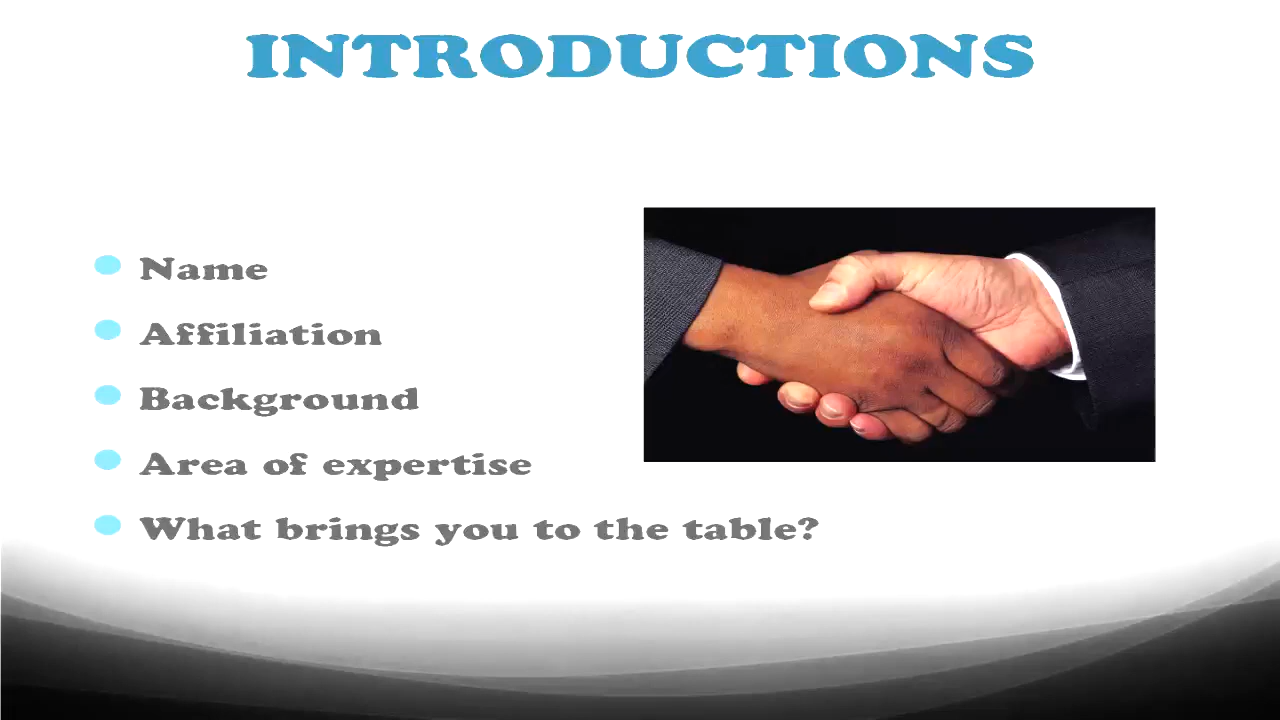 INTRODUCTIONS
Name
Affiliation
Background
Area of expertise
What brings you to the table?